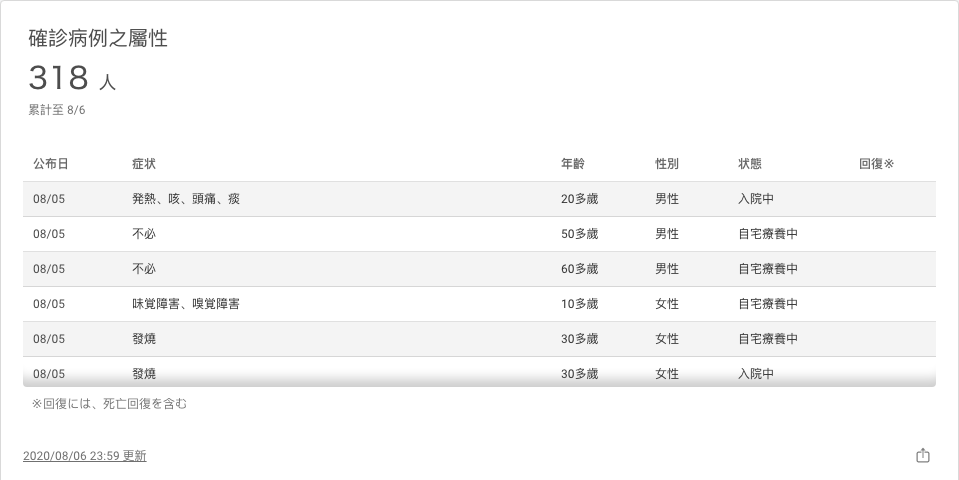 確診病例之屬性
318 人
累計至 8/6
公布日 症状 年齡 性別 状態 回復※
08/05 発熱、咳、頭痛、痰 20多歲 男性 入院中
08/05 不必 50多歲 男性 自宅療養中
08/05 不必 60多歲 男性 自宅療養中
08/05 味覚障害、嗅覚障害 10多歲 女性 自宅療養中
08/05 發燒 30多歲 女性 自宅療養中
08/05 發燒 30多歲 女性 入院中
※回復には、死亡回復を含む
2020/08/06 23:59 更新